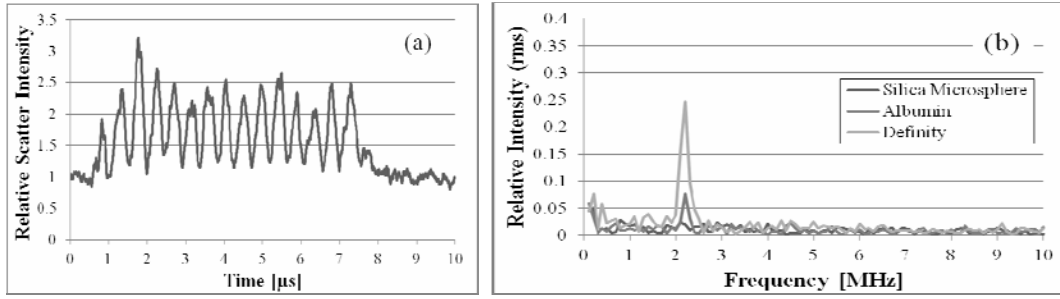 (a)
Relative Scatter Intensity
3.5
3
2.5
2
1.5
1
0.5
0
0 1 2 3 4 5 6 7 8 9 10
Time [µs]
(b)
Relative Intensity (rms)
0.4
0.35
0.3
0.25
0.2
0.15
0.1
0.05
0
Silica Microsphere
Albumin
Definity
0 1 2 3 4 5 6 7 8 9 10
Frequency [MHz]